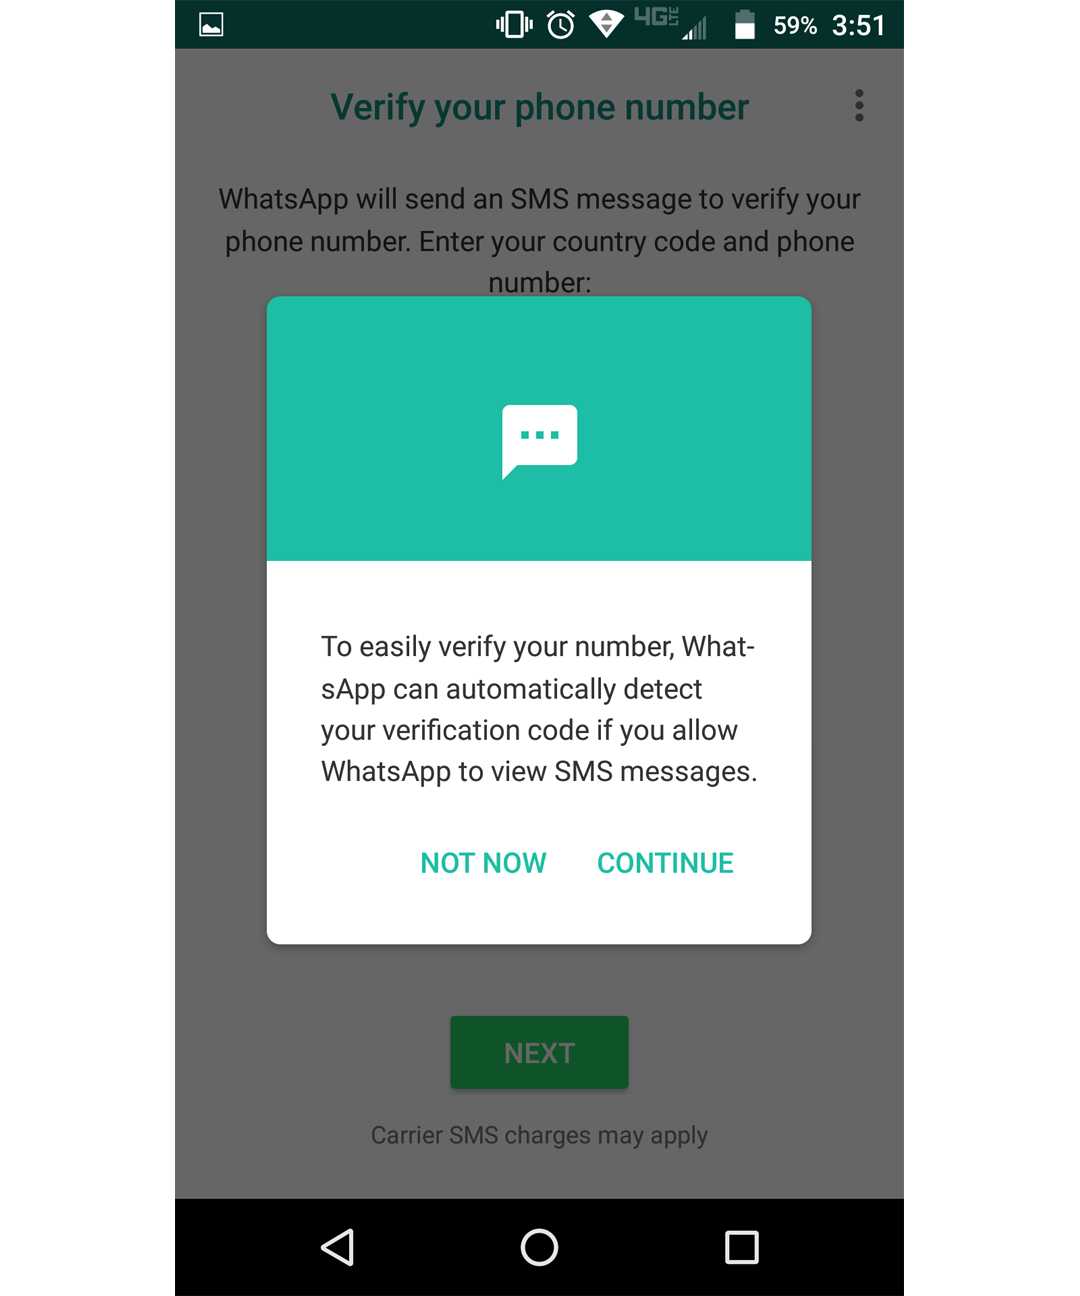 4G LTE 59% 3:51
Verify your phone number
WhatsApp will send an SMS message to verify your
phone number. Enter your country code and phone
number:
To easily verify your number, What-
sApp can automatically detect
your verification code if you allow
WhatsApp to view SMS messages.
NOT NOW CONTINUE
NEXT
Carrier SMS charges may apply